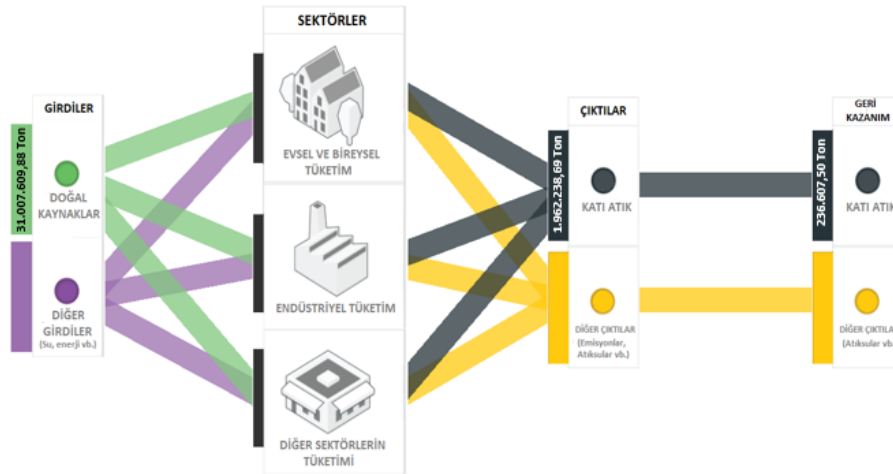 GİRDİLER
31.007.609,88 Ton
DOĞAL
KAYNAKLAR
DİĞER
GİRDİLER
(Su, enerji vb.)
SEKTÖRLER
EVSEL VE BİREYSEL
TÜKETİM
ENDÜSTRİYEL TÜKETİM
DİĞER SEKTÖRLERİN
TÜKETİMİ
ÇIKTILAR
1.962.238,69 Ton
KATI ATIK
DİĞER ÇIKTILAR
(Emisyonlar,
Atıksular vb.)
GERİ
KAZANIM
236.607,50 Ton
KATI ATIK
DİĞER ÇIKTILA
(Atıksular vb.